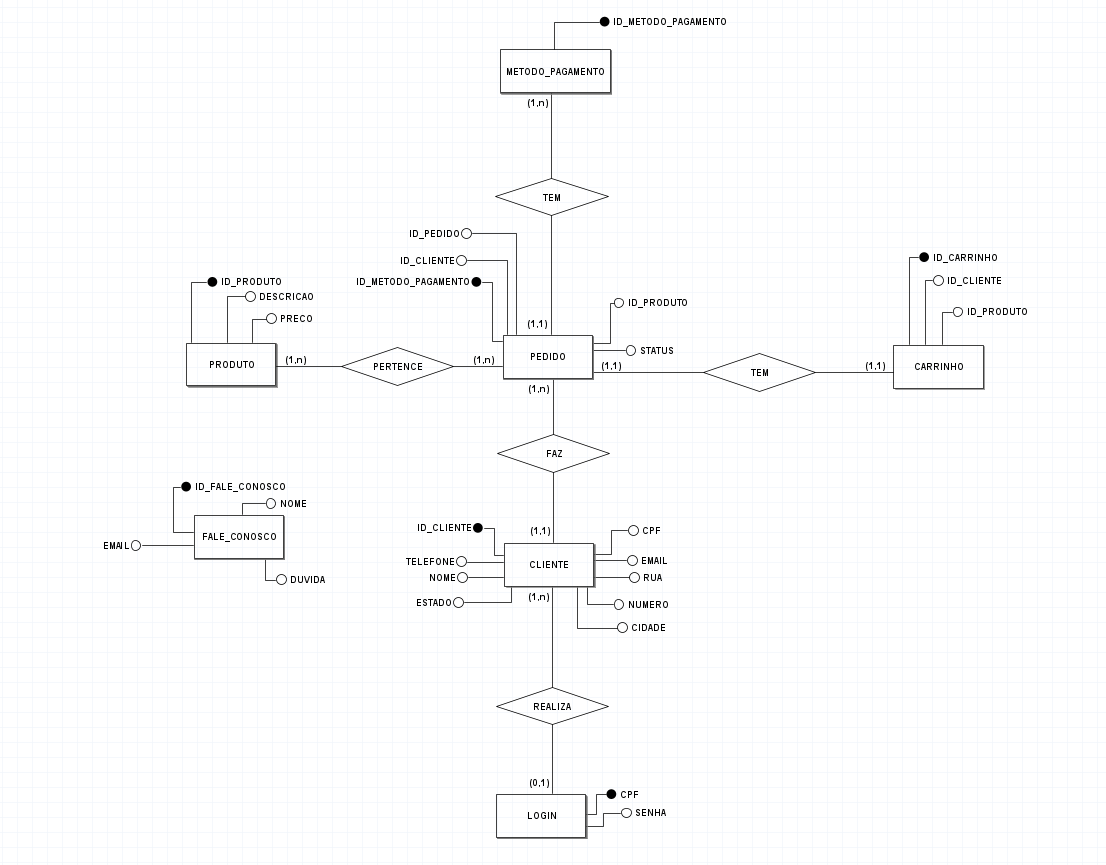 ID_METODO_PAGAMENTO
METODO_PAGAMENTO
(1,n)
TEM
ID_PEDIDO
ID_CLIENTE
ID_METODO_PAGAMENTO
ID_PRODUTO
STATUS
(1,1)
PEDIDO
ID_PRODUTO
DESCRICAO
PRECO
PRODUTO
(1,n)
PERTENCE
(1,n)
(1,1)
TEM
(1,1)
ID_CARRINHO
ID_CLIENTE
ID_PRODUTO
CARRINHO
(1,n)
FAZ
(1,1)
ID_FALE_CONOSCO
NOME
FALE_CONOSCO
EMAIL
DUVIDA
ID_CLIENTE
TELEFONE
NOME
ESTADO
CLIENTE
CPF
EMAIL
RUA
NUMERO
CIDADE
(1,n)
REALIZA
(0,1)
LOGIN
CPF
SENHA